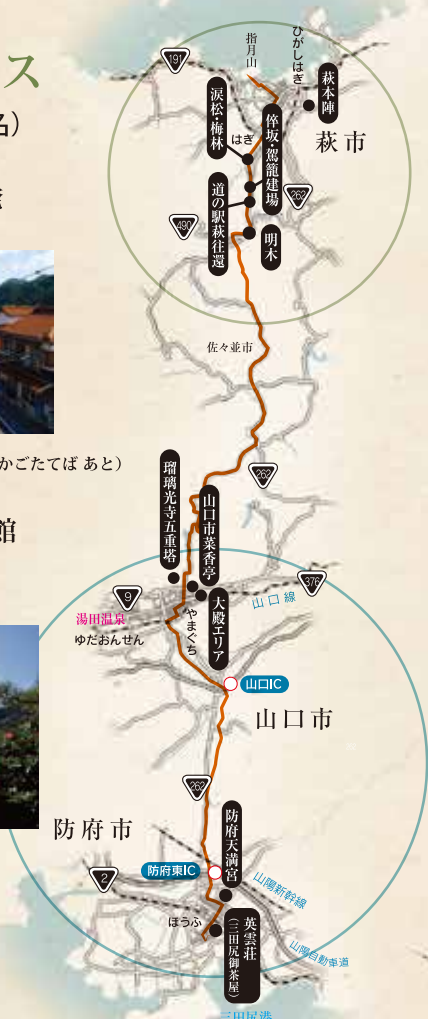 ス
名）
191
指月山
ひがしはぎ
萩本陣
萩市
涙松・梅林
はぎ
悴坂・駕籠建場
道の駅萩往還
262
490
明木
佐々並市
かごたてば あと）
262
館
瑠璃光寺五重塔
山口市菜香亭
大殿エリア
376
9
山口線
湯田温泉
ゆだおんせん
やまぐち
山口IC
山口市
262
防府市
防府天満宮
防府東IC
2
山陽新幹線
ほうふ
英雲荘
（三田尻御茶屋）
山陽自動車道
三田尻港